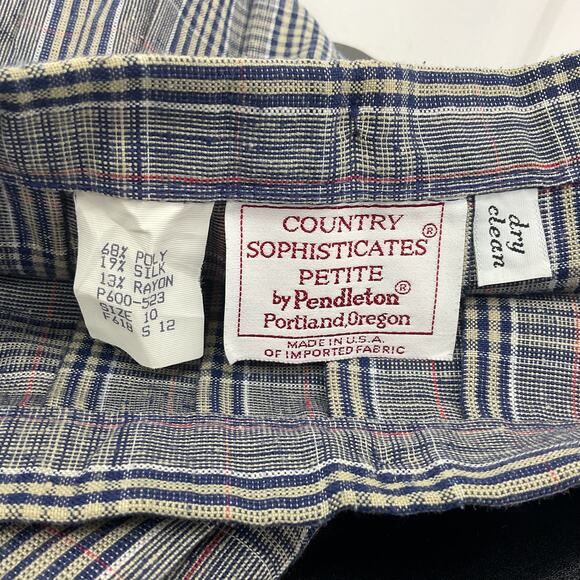 68% POLY
17% SILK
13% RAYON
P600-523
SIZE 10
F618 S 12
COUNTRY
SOPHISTICATES®
PETITE
by Pendleton®
Portland, Oregon
MADE IN U.S.A.
OF IMPORTED FABRIC
dry
clean